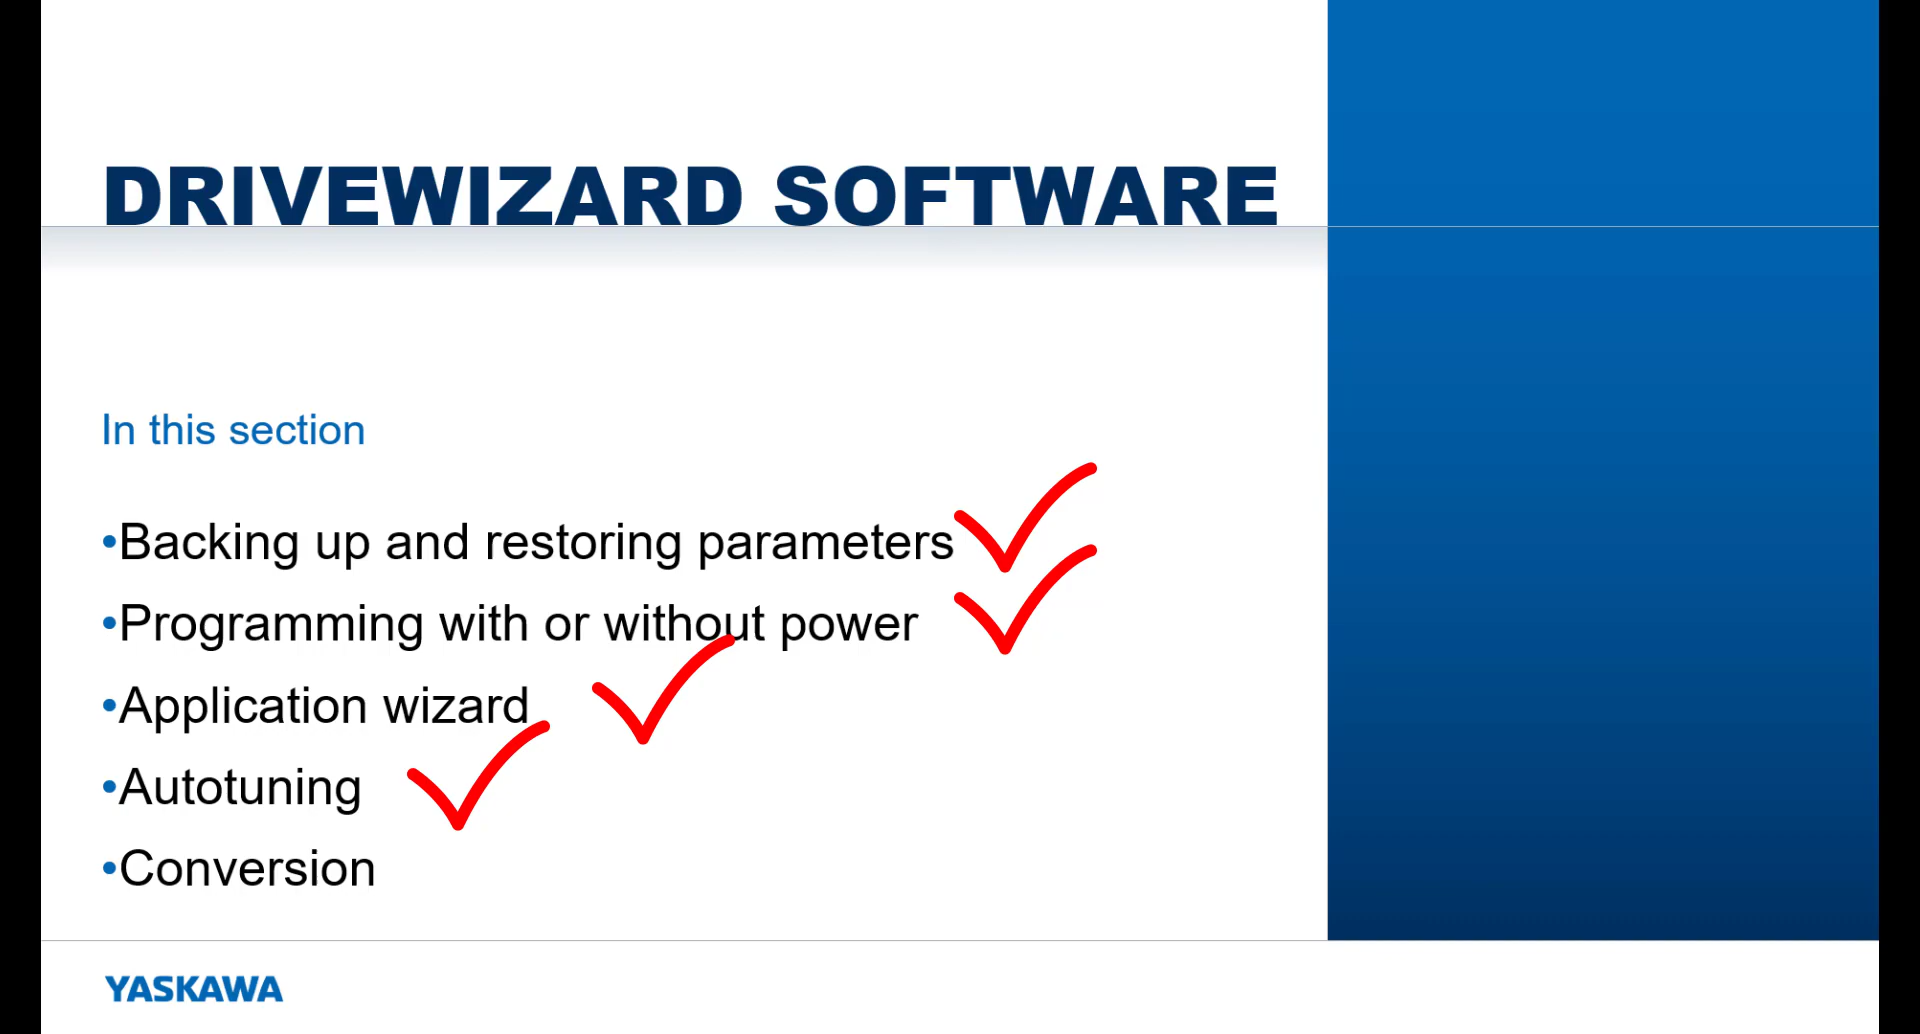 DRIVEWIZARD SOFTWARE
In this section
•Backing up and restoring parameters
•Programming with or without power
•Application wizard
•Autotuning
•Conversion
YASKAWA